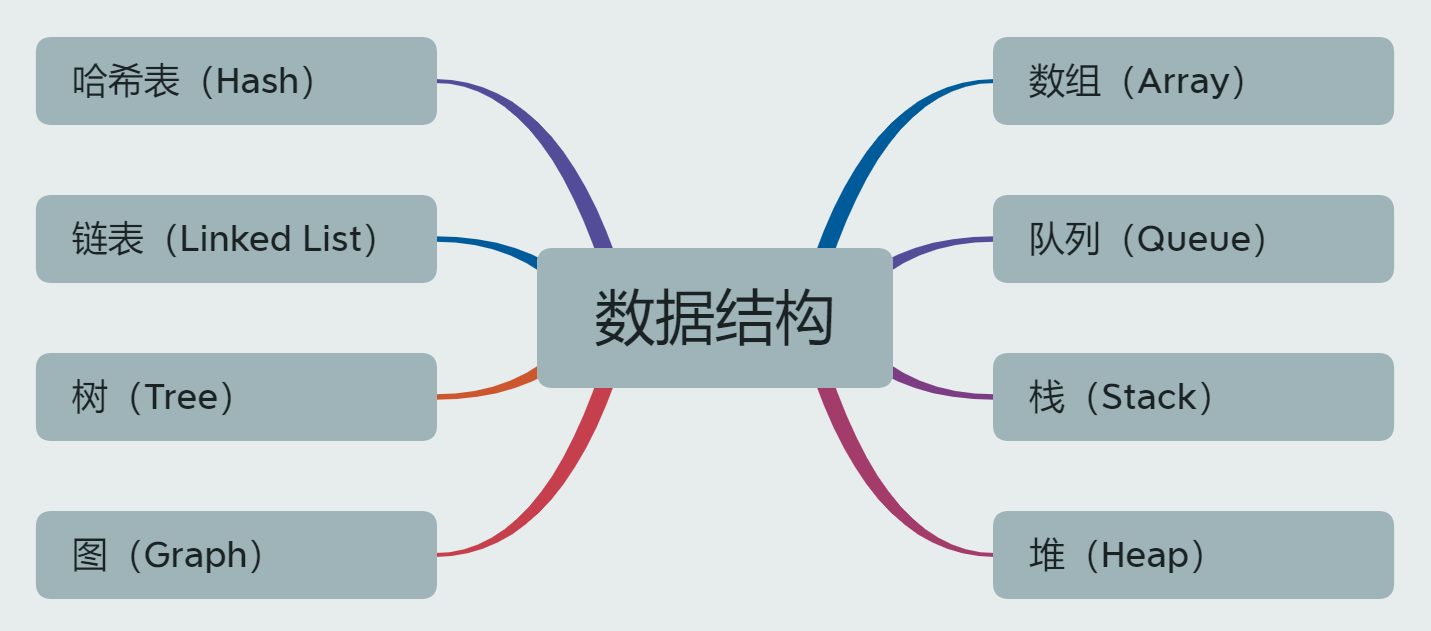 哈希表（Hash）
链表（Linked List）
树（Tree）
图（Graph）
数据结构
数组（Array）
队列（Queue）
栈（Stack）
堆（Heap）